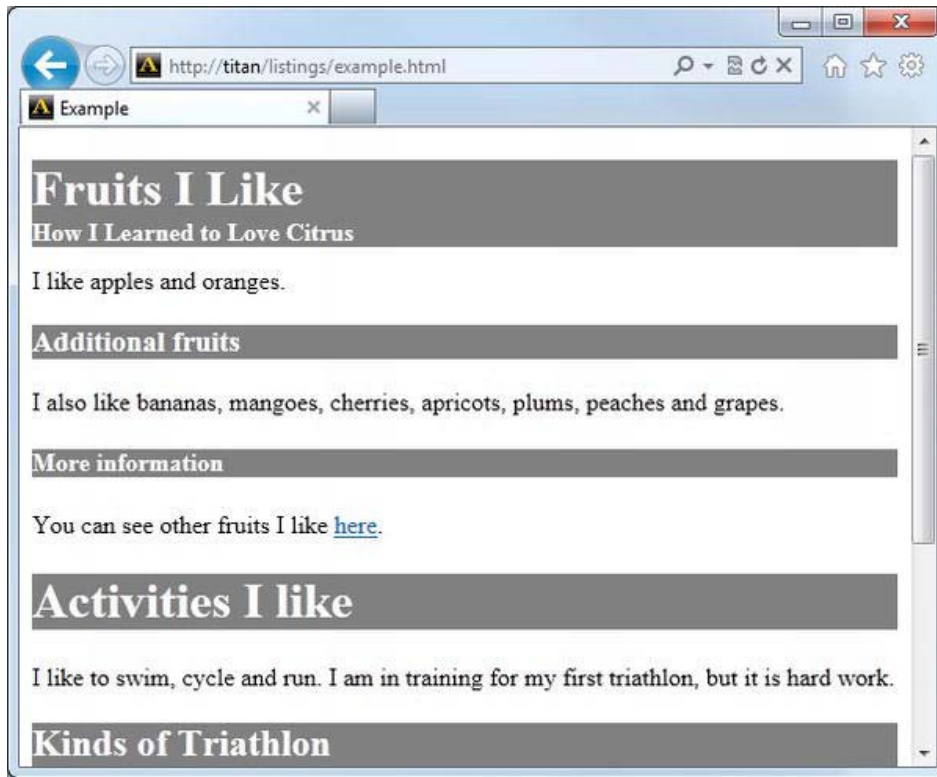 http://titan/listings/example.html
Example
Fruits I Like
How I Learned to Love Citrus
I like apples and oranges.
Additional fruits
I also like bananas, mangoes, cherries, apricots, plums, peaches and grapes.
More information
You can see other fruits I like here.
Activities I like
I like to swim, cycle and run. I am in training for my first triathlon, but it is hard work.
Kinds of Triathlon